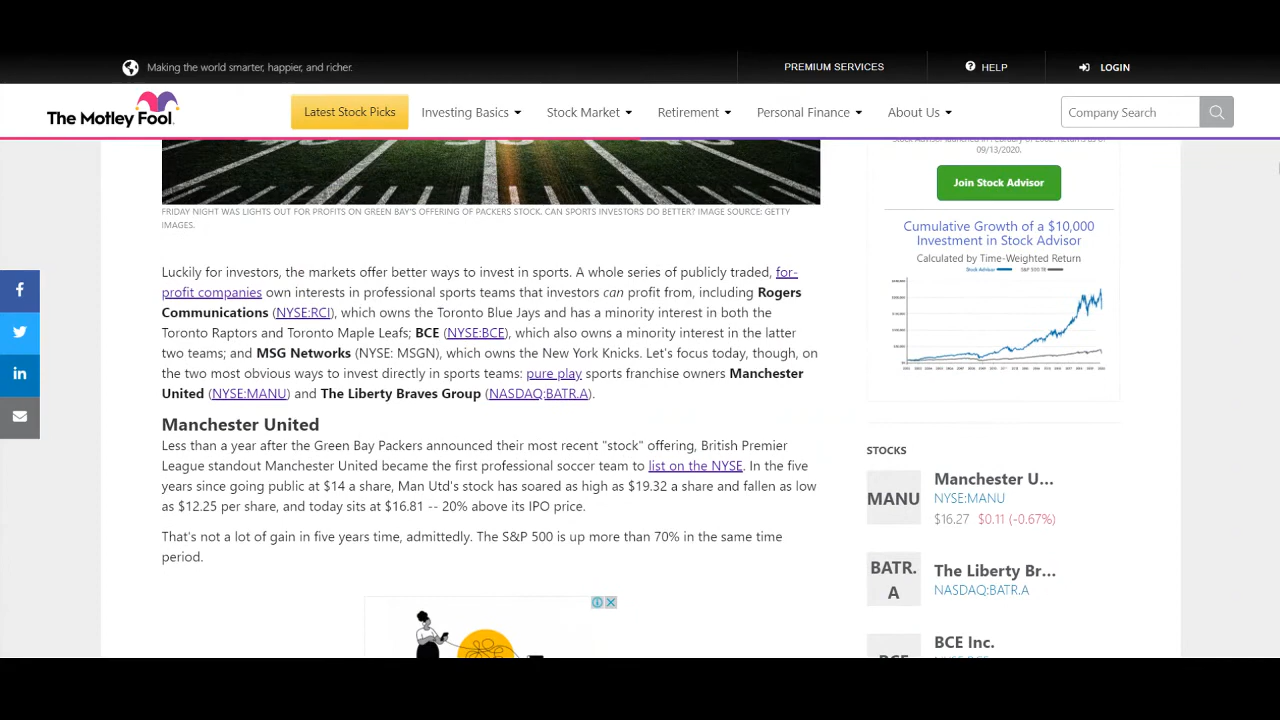 Making the world smarter, happier, and richer.
PREMIUM SERVICES
HELP
LOGIN
The Motley Fool.
Latest Stock Picks
Investing Basics
Stock Market
Retirement
Personal Finance
About Us
Company Search
FRIDAY NIGHT WAS LIGHTS OUT FOR PROFITS ON GREEN BAY'S OFFERING OF PACKERS STOCK. CAN SPORTS INVESTORS DO BETTER? IMAGE SOURCE: GETTY
IMAGES.
Luckily for investors, the markets offer better ways to invest in sports. A whole series of publicly traded, for-
profit companies own interests in professional sports teams that investors can profit from, including Rogers
Communications (NYSE:RCI), which owns the Toronto Blue Jays and has a minority interest in both the
Toronto Raptors and Toronto Maple Leafs; BCE (NYSE:BCE), which also owns a minority interest in the latter
two teams; and MSG Networks (NYSE: MSGN), which owns the New York Knicks. Let's focus today, though, on
the two most obvious ways to invest directly in sports teams: pure play sports franchise owners Manchester
United (NYSE:MANU) and The Liberty Braves Group (NASDAQ:BATR.A).
Manchester United
Less than a year after the Green Bay Packers announced their most recent "stock" offering, British Premier
League standout Manchester United became the first professional soccer team to list on the NYSE. In the five
years since going public at $14 a share, Man Utd's stock has soared as high as $19.32 a share and fallen as low
as $12.25 per share, and today sits at $16.81 -- 20% above its IPO price.
That's not a lot of gain in five years time, admittedly. The S&P 500 is up more than 70% in the same time
period.
09/13/2020.
Join Stock Advisor
Cumulative Growth of a $10,000
Investment in Stock Advisor
Calculated by Time-Weighted Return
Stock Advisor
S&P 500 TR
STOCKS
MANU
Manchester U...
NYSE:MANU
$16.27 $0.11 (-0.67%)
BATR.
A
The Liberty Br...
NASDAQ:BATR.A
BCE Inc.